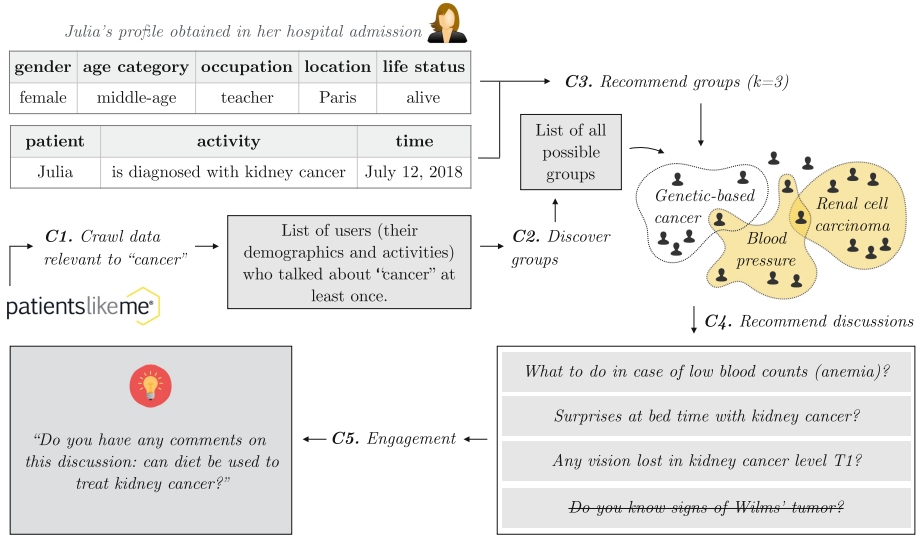 Julia's profile obtained in her hospital admission
gender age category occupation location life status
female middle-age teacher Paris alive
patient activity time
Julia is diagnosed with kidney cancer July 12, 2018
C3. Recommend groups (k=3)
List of all
possible
groups
Genetic-based
cancer
Renal cell
carcinoma
Blood
pressure
C1. Crawl data
relevant to "cancer"
List of users (their
demographics and activities)
who talked about "cancer" at
least once.
C2. Discover
groups
patientslikeme®
C4. Recommend discussions
What to do in case of low blood counts (anemia)?
Surprises at bed time with kidney cancer?
Any vision lost in kidney cancer level T1?
Do you know signs of Wilms' tumor?
C5. Engagement
"Do you have any comments on
this discussion: can diet be used to
treat kidney cancer?"